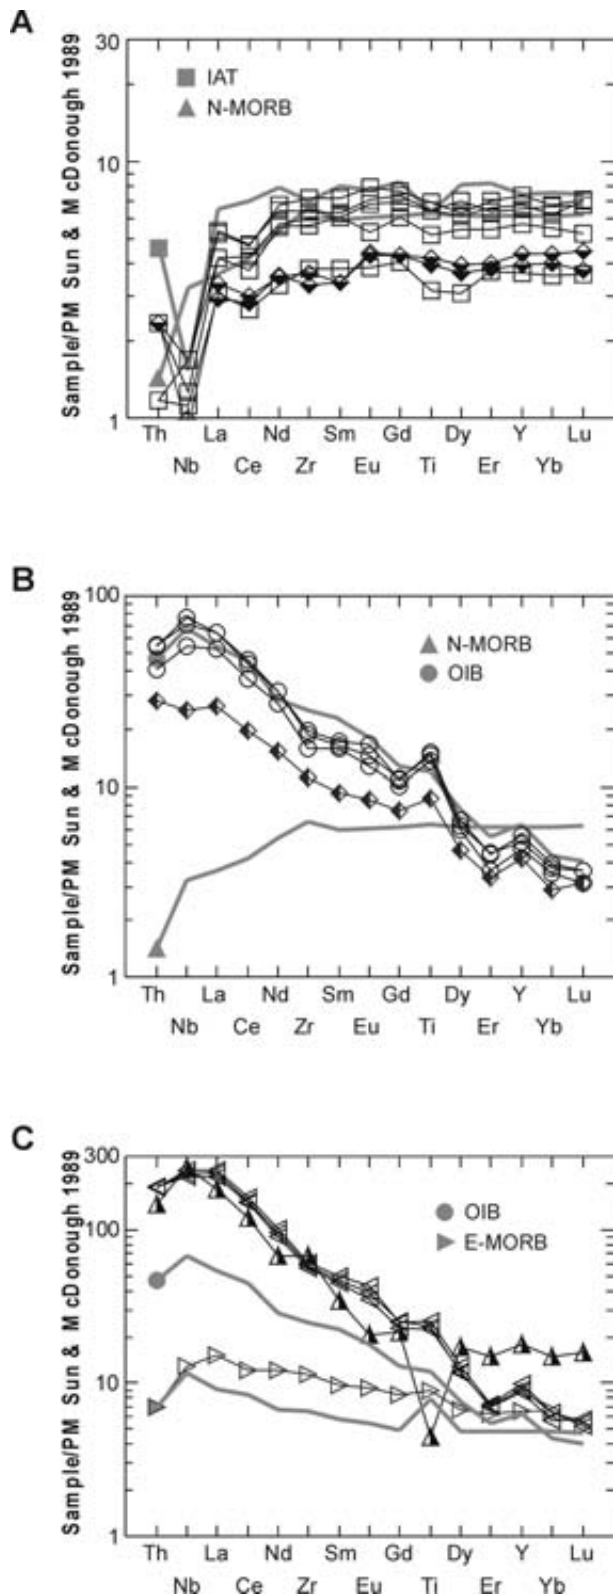 A
Sample/PM Sun & McDonough 1989
30
10
1
IAT
N-MORB
Th La Nd Sm Gd Dy Y Lu
Nb Ce Zr Eu Ti Er Yb
B
Sample/PM Sun & McDonough 1989
100
10
1
N-MORB
OIB
Th La Nd Sm Gd Dy Y Lu
Nb Ce Zr Eu Ti Er Yb
C
Sample/PM Sun & McDonough 1989
300
100
10
1
OIB
E-MORB
Th La Nd Sm Gd Dy Y Lu
Nb Ce Zr Eu Ti Er Yb